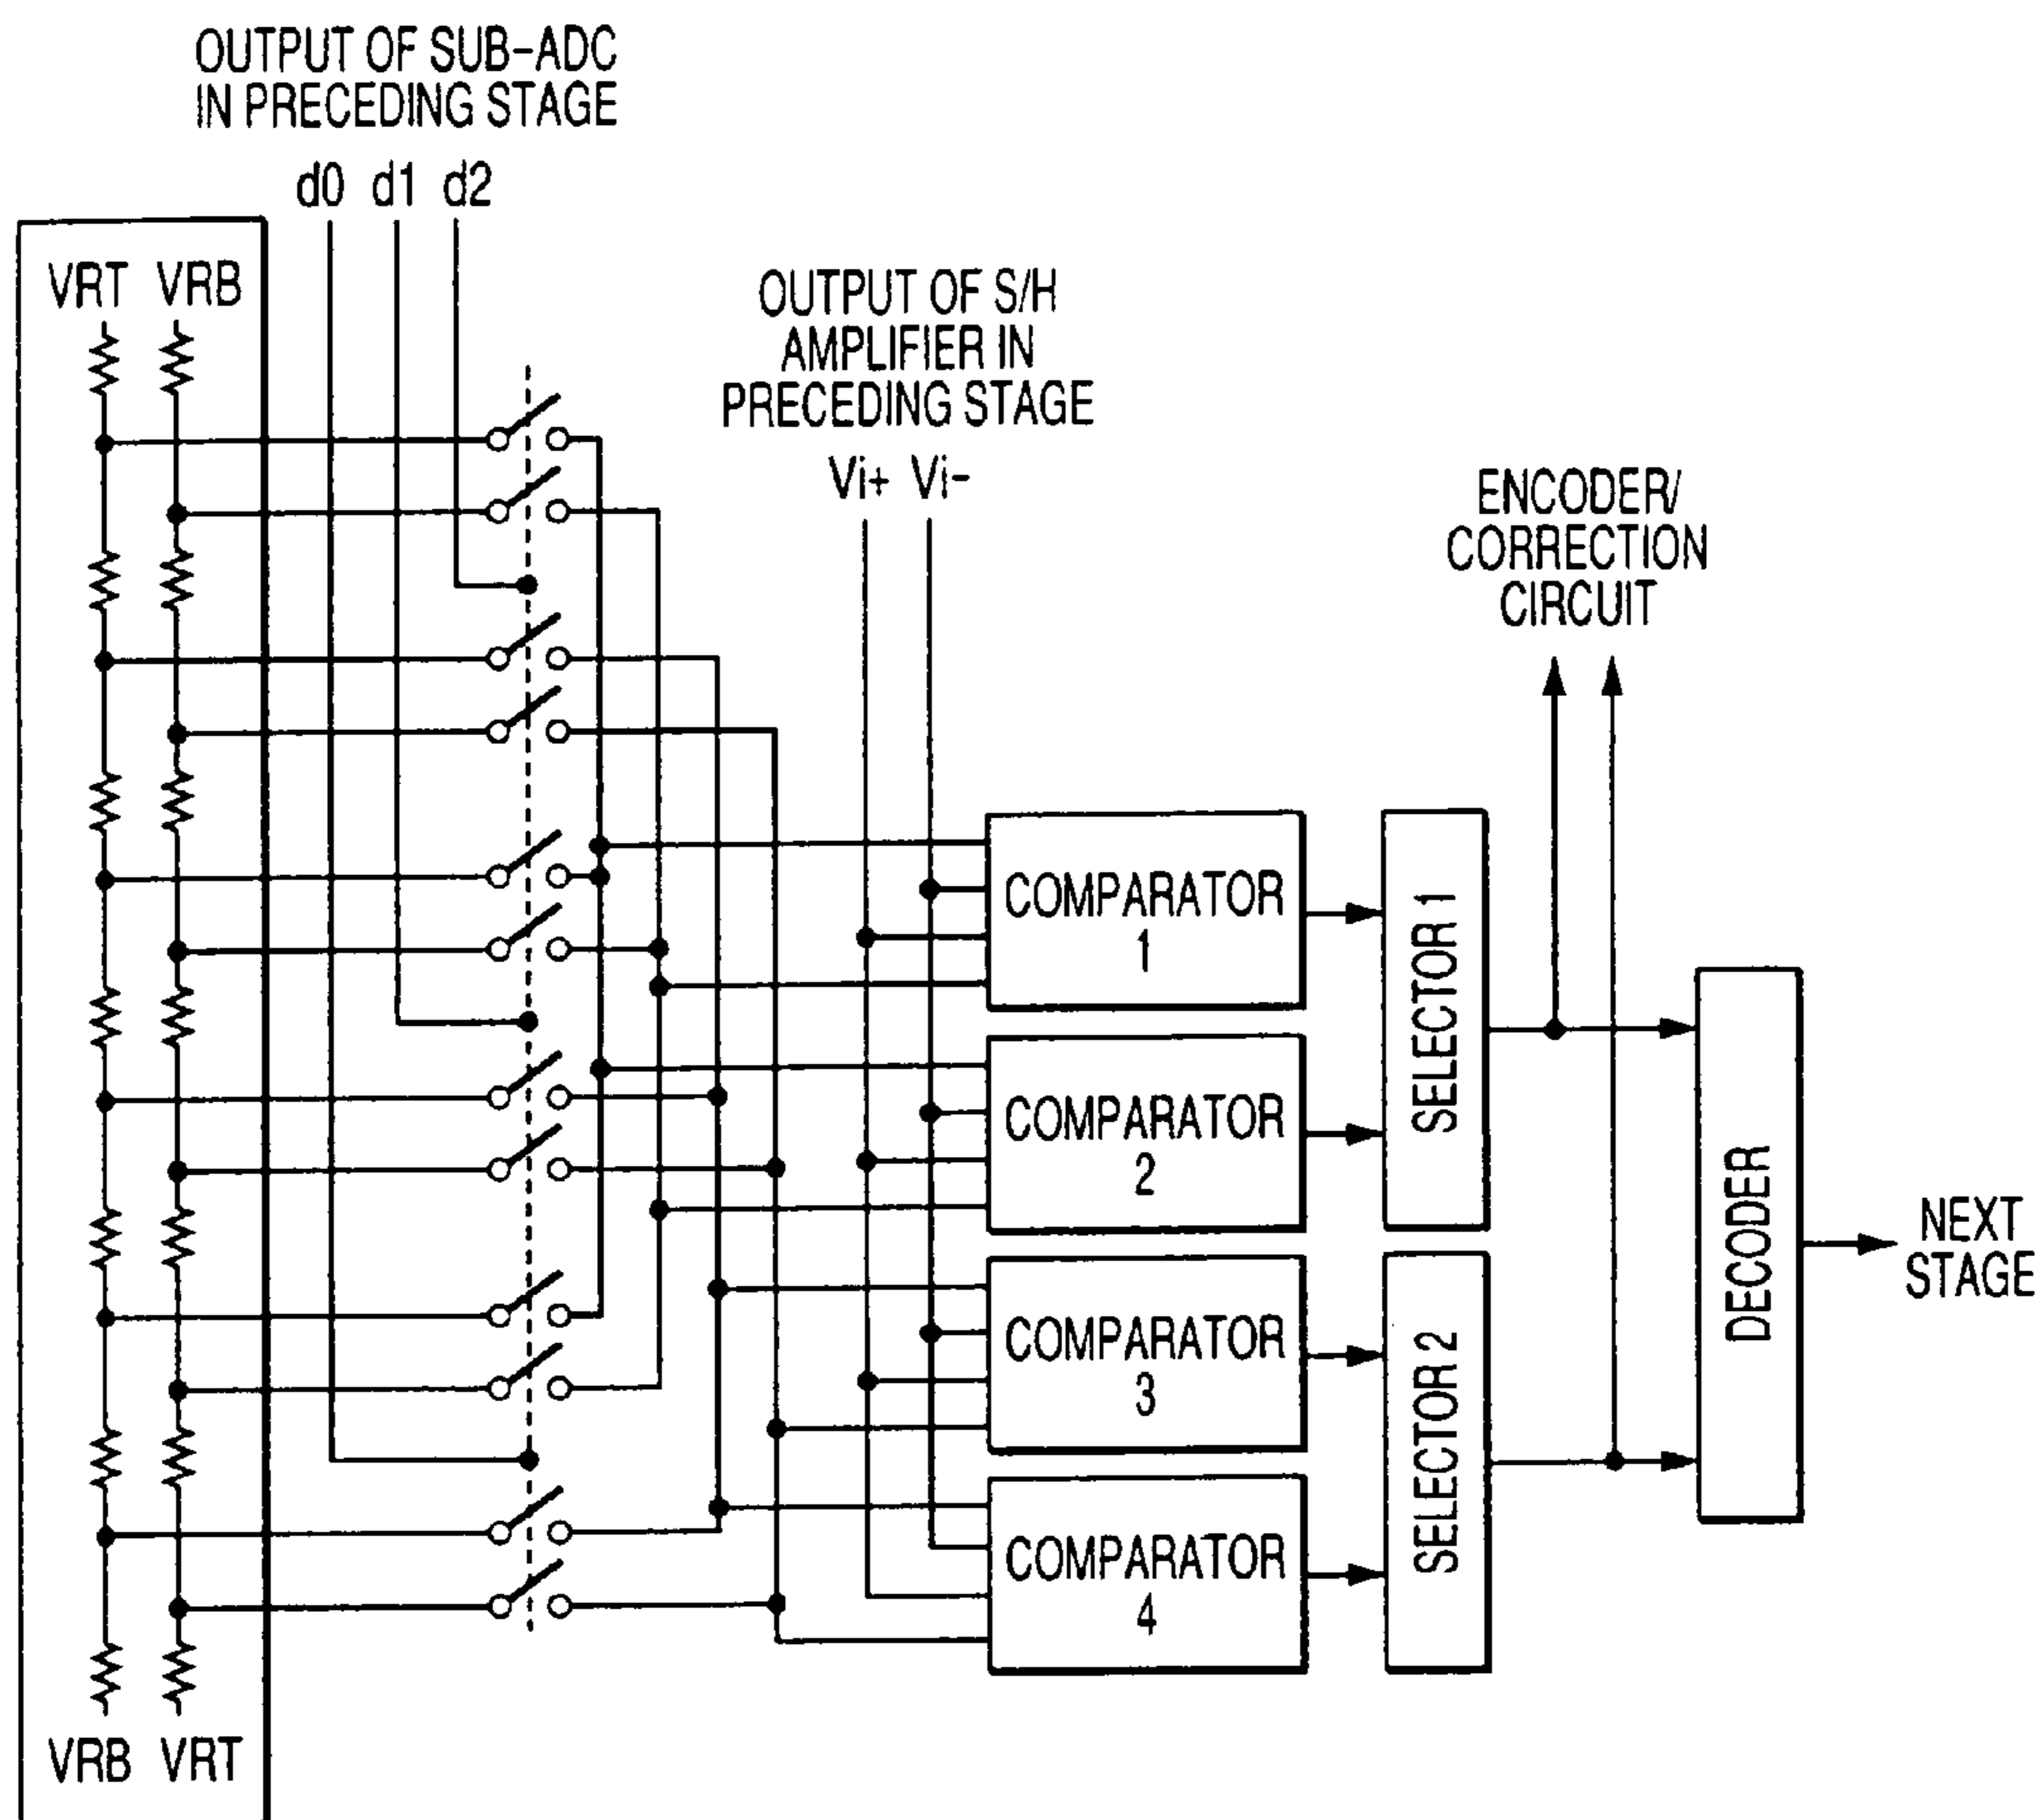 OUTPUT OF SUB-ADC
IN PRECEDING STAGE
d0 d1 d2
VRT VRB
OUTPUT OF S/H
AMPLIFIER IN
PRECEDING STAGE
Vi+ Vi-
ENCODER/
CORRECTION
CIRCUIT
COMPARATOR
1
COMPARATOR
2
COMPARATOR
3
COMPARATOR
4
SELECTOR 1
SELECTOR 2
DECODER
NEXT
STAGE
VRB VRT